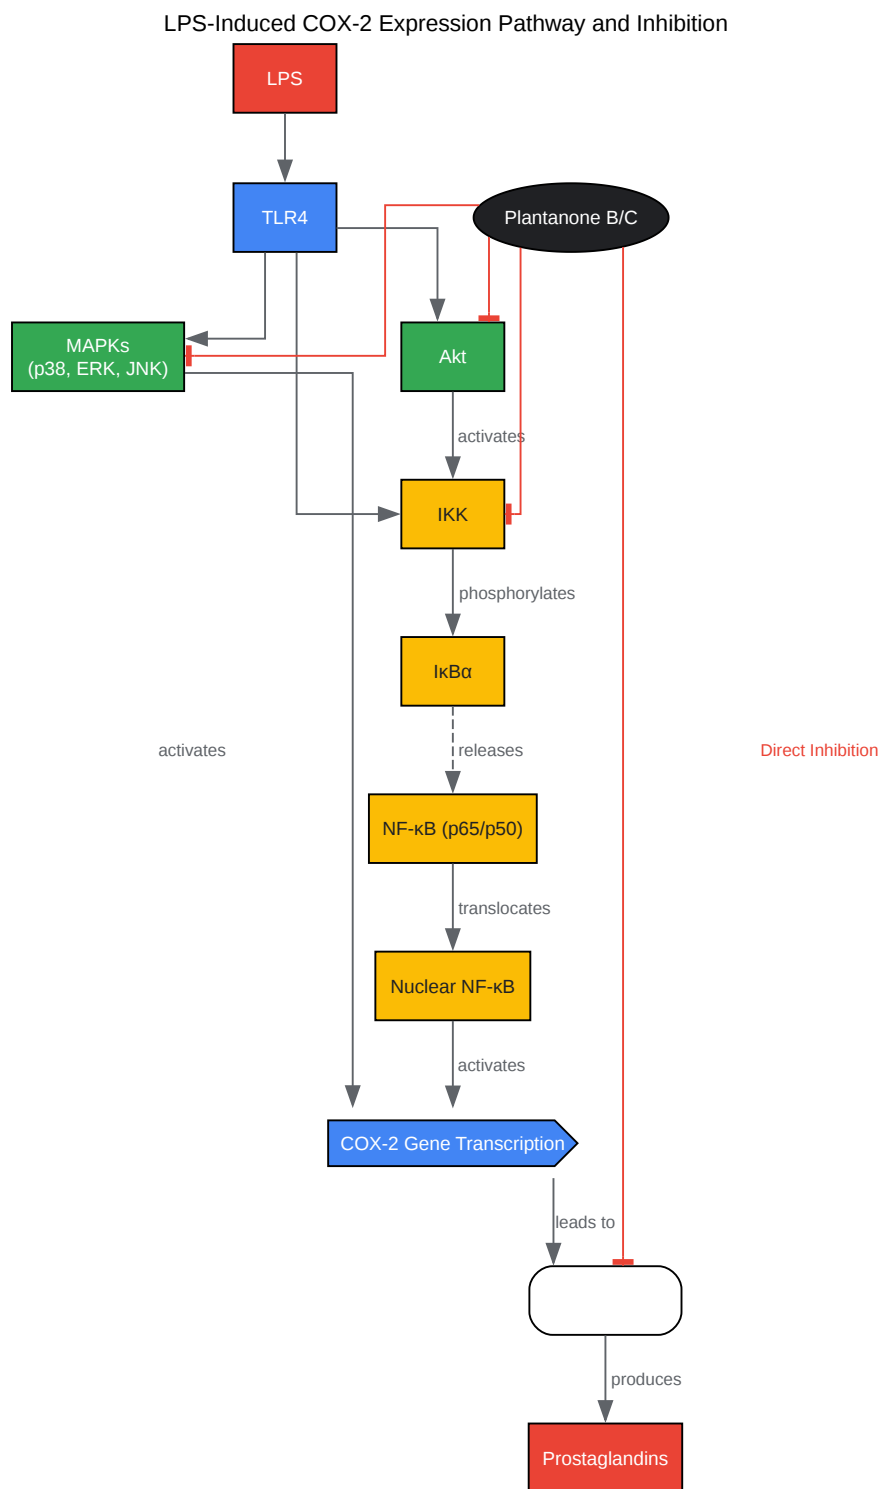 LPS-Induced COX-2 Expression Pathway and Inhibition
LPS
TLR4
Plantanone B/C
MAPKs
(p38, ERK, JNK)
Akt
activates
IKK
phosphorylates
IκBα
activates
releases
Direct Inhibition
NF-κB (p65/p50)
translocates
Nuclear NF-κB
activates
COX-2 Gene Transcription
leads to
produces
Prostaglandins